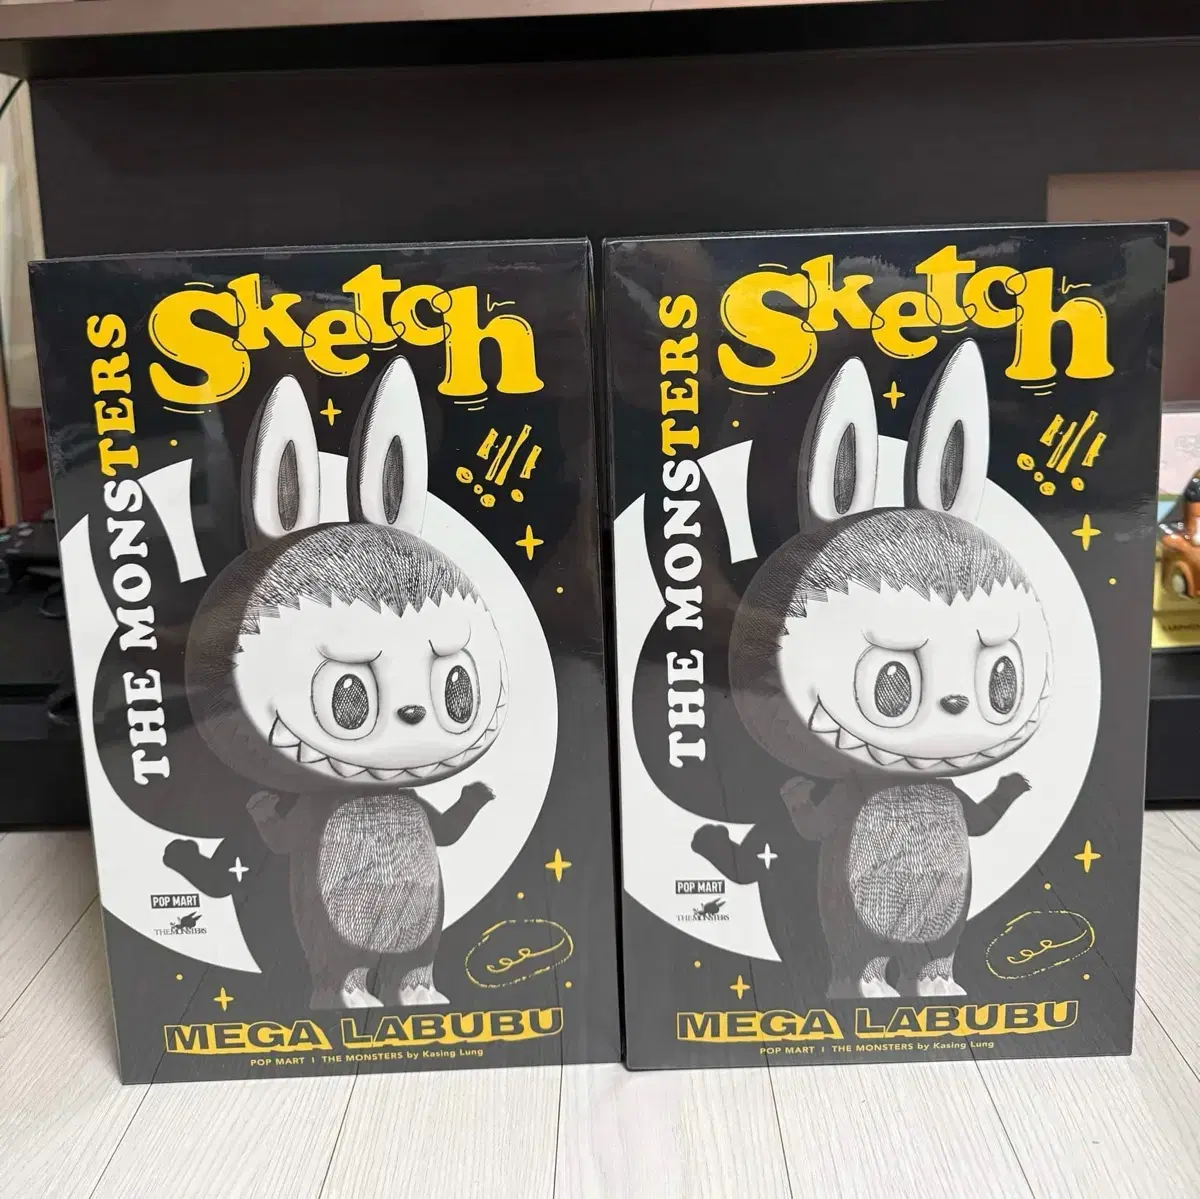 Sketch
THE MONSTERS
POP MART
THE MONSTERS
MEGA LABUBU
POP MART | THE MONSTERS by Kasing Lung
Sketch
THE MONSTERS
POP MART
THE MONSTERS
MEGA LABUBU
POP MART | THE MONSTERS by Kasing Lung